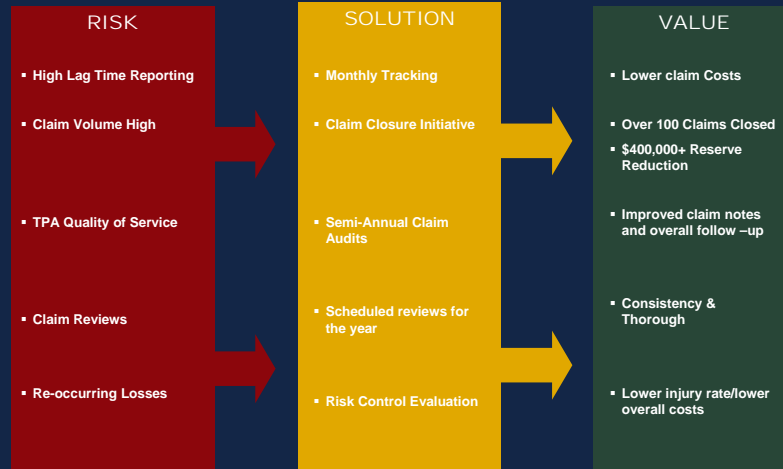 RISK
▪ High Lag Time Reporting
▪ Claim Volume High
▪ TPA Quality of Service
▪ Claim Reviews
▪ Re-occurring Losses
SOLUTION
▪ Monthly Tracking
▪ Claim Closure Initiative
▪ Semi-Annual Claim
Audits
▪ Scheduled reviews for
the year
▪ Risk Control Evaluation
VALUE
▪ Lower claim Costs
▪ Over 100 Claims Closed
▪ $400,000+ Reserve
Reduction
▪ Improved claim notes
and overall follow –up
▪ Consistency &
Thorough
▪ Lower injury rate/lower
overall costs